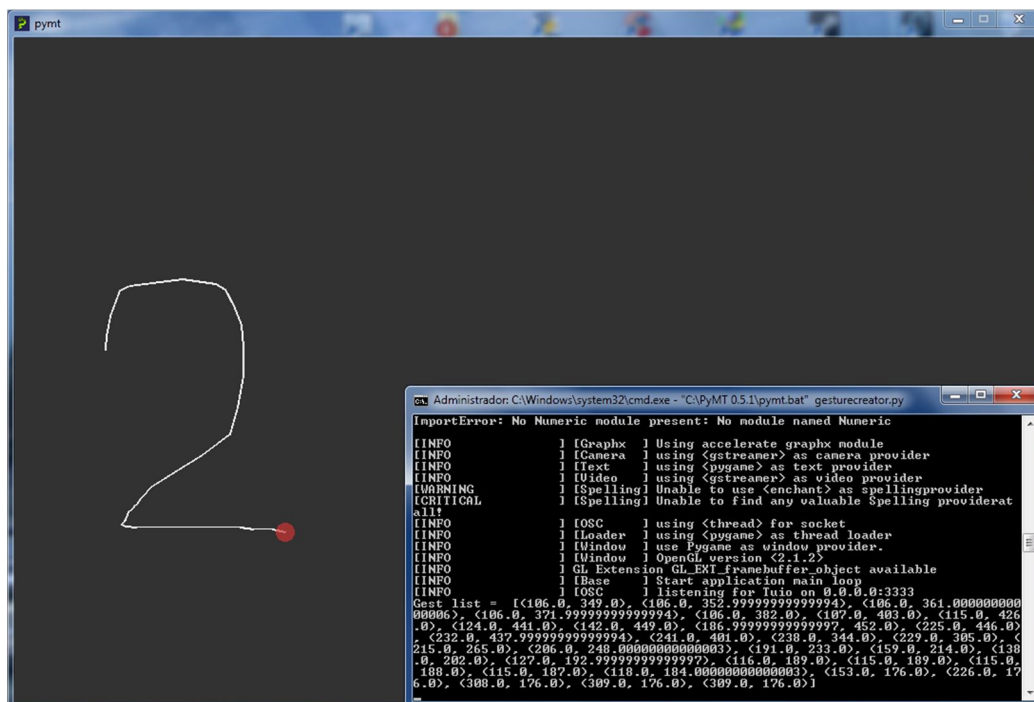 pymt
2
Administrador: C:\Windows\system32\cmd.exe - "C:\PyMT 0.5.1\pymt.bat" gesturecreator.py
ImportError: No Numeric module present: No module named Numeric
[INFO ] [Graphx ] Using accelerate graphx module
[INFO ] [Camera ] using <gstreamer> as camera provider
[INFO ] [Text ] using <pygame> as text provider
[INFO ] [Video ] using <gstreamer> as video provider
[WARNING ] [Spelling] Unable to use <enchant> as spellingprovider
[CRITICAL ] [Spelling] Unable to find any valuable Spelling providerat
all!
[INFO ] [OSC ] using <thread> for socket
[INFO ] [Loader ] using <pygame> as thread loader
[INFO ] [Window ] use Pygame as window provider.
[INFO ] [Window ] OpenGL version <2.1.2>
[INFO ] GL Extension GL_EXT_framebuffer_object available
[INFO ] [Base ] Start application main loop
[INFO ] [OSC ] listening for Tuio on 0.0.0.0:3333
Gest list = [(106.0, 349.0), (106.0, 352.99999999999994), (106.0, 361.0000000000
00006), (106.0, 371.99999999999994), (106.0, 382.0), (107.0, 403.0), (115.0, 426
.0), (124.0, 441.0), (142.0, 449.0), (186.99999999999997, 452.0), (225.0, 446.0)
, (232.0, 437.99999999999994), (241.0, 401.0), (238.0, 344.0), (229.0, 305.0), (
215.0, 265.0), (206.0, 248.00000000000003), (191.0, 233.0), (159.0, 214.0), (138
.0, 202.0), (127.0, 192.99999999999997), (116.0, 189.0), (115.0, 189.0), (115.0,
188.0), (115.0, 187.0), (118.0, 184.00000000000003), (153.0, 176.0), (226.0, 17
6.0), (308.0, 176.0), (309.0, 176.0), (309.0, 176.0)]